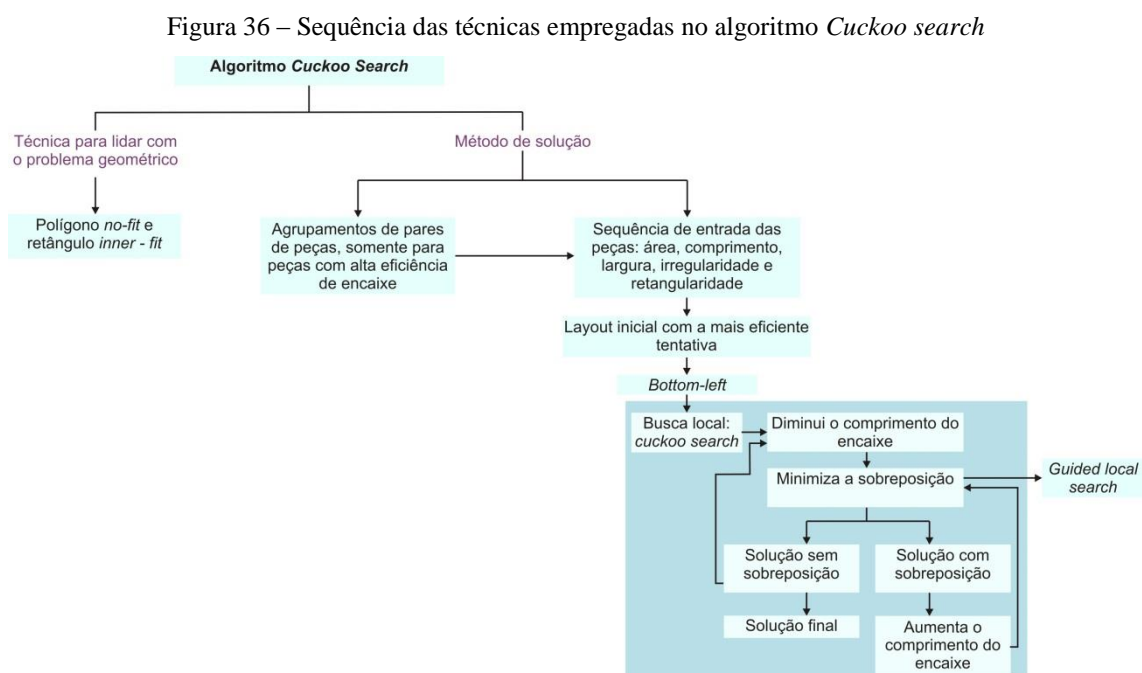 Figura 36 – Sequência das técnicas empregadas no algoritmo Cuckoo search
Algoritmo Cuckoo Search
Técnica para lidar com
o problema geométrico
Método de solução
Polígono no-fit e
retângulo inner - fit
Agrupamentos de pares
de peças, somente para
peças com alta eficiência
de encaixe
Sequência de entrada das
peças: área, comprimento,
largura, irregularidade e
retangularidade
Layout inicial com a mais eficiente
tentativa
Bottom-left
Busca local:
cuckoo search
Diminui o comprimento do
encaixe
Minimiza a sobreposição
Guided local
search
Solução sem
sobreposição
Solução com
sobreposição
Solução final
Aumenta o
comprimento do
encaixe